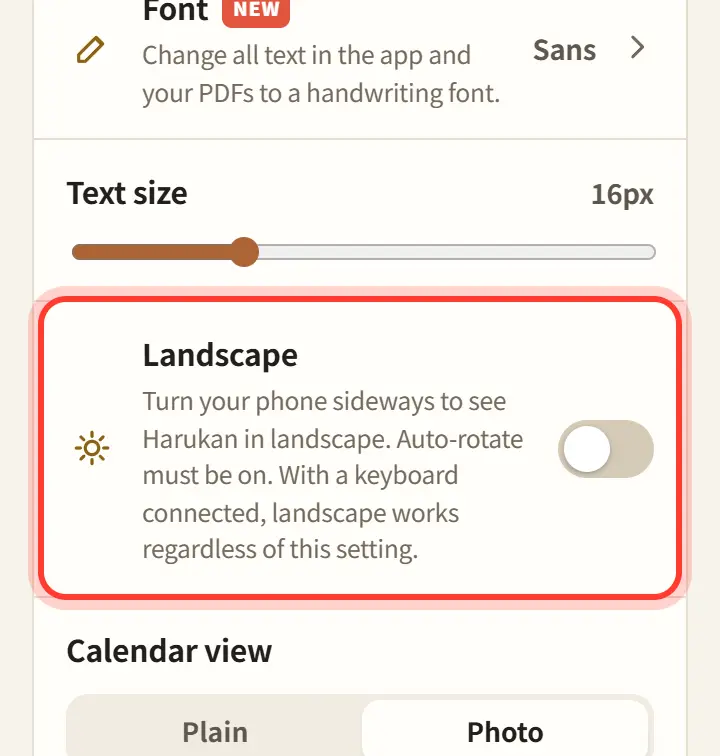 Font NEW
Change all text in the app and
your PDFs to a handwriting font.
Sans
Text size
16px
Landscape
Turn your phone sideways to see
Harukan in landscape. Auto-rotate
must be on. With a keyboard
connected, landscape works
regardless of this setting.
Calendar view
Plain
Photo